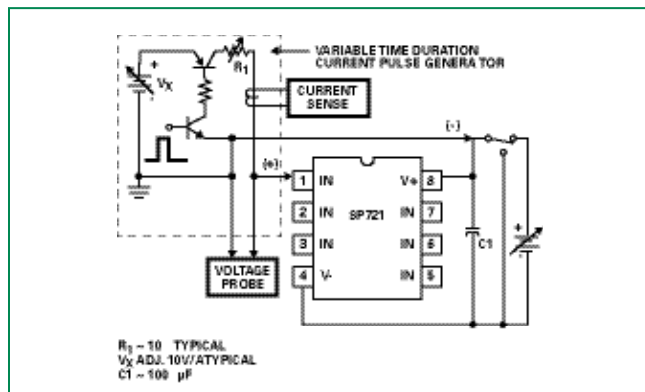 VARIABLE TIME DURATION
CURRENT PULSE GENERATOR
+
VX
R1
CURRENT
SENSE
(-)
(+)
1 IN V+ 8
2 IN IN 7
SP721
3 IN IN 6
4 V- IN 5
VOLTAGE
PROBE
C1
+
R1 ~ 10 TYPICAL
VX ADJ. 10V/ATYPICAL
C1 ~ 100 µF